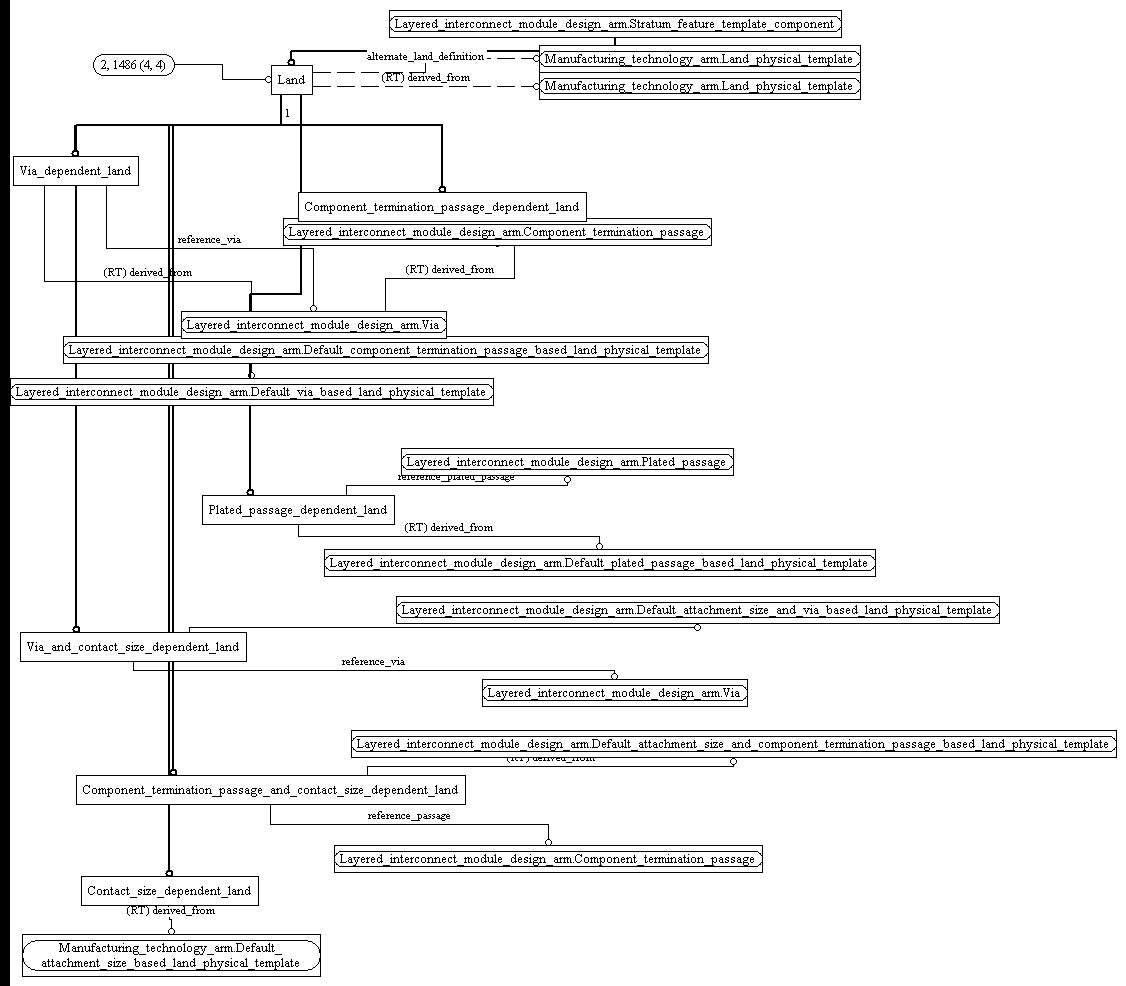 Layered_interconnect_module_design_arm.Stratum_feature_template_component
alternate_land_definition
Manufacturing_technology_arm.Land_physical_template
2, 1486 (4, 4)
Land
(RT) derived_from
Manufacturing_technology_arm.Land_physical_template
1
Via_dependent_land
Component_termination_passage_dependent_land
Layered_interconnect_module_design_arm.Component_termination_passage
reference_via
(RT) derived_from
(RT) derived_from
Layered_interconnect_module_design_arm.Via
Layered_interconnect_module_design_arm.Default_component_termination_passage_based_land_physical_template
Layered_interconnect_module_design_arm.Default_via_based_land_physical_template
Layered_interconnect_module_design_arm.Plated_passage
reference_plated_passage
Plated_passage_dependent_land
(RT) derived_from
Layered_interconnect_module_design_arm.Default_plated_passage_based_land_physical_template
Layered_interconnect_module_design_arm.Default_attachment_size_and_via_based_land_physical_template
Via_and_contact_size_dependent_land
reference_via
Layered_interconnect_module_design_arm.Via
Layered_interconnect_module_design_arm.Default_attachment_size_and_component_termination_passage_based_land_physical_template
(RT) derived_from
Component_termination_passage_and_contact_size_dependent_land
reference_passage
Layered_interconnect_module_design_arm.Component_termination_passage
Contact_size_dependent_land
(RT) derived_from
Manufacturing_technology_arm.Default_
attachment_size_based_land_physical_template